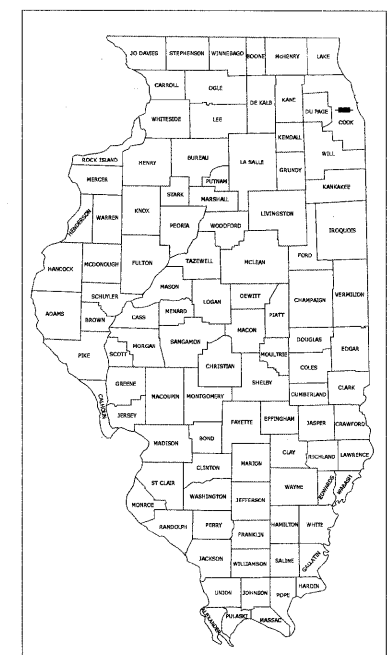 JO DAVIES
STEPHENSON
WINNEBAGO
BOONE
McHENRY
LAKE
CARROLL
OGLE
DE KALB
KANE
DU PAGE
COOK
WHITESIDE
LEE
KENDALL
WILL
ROCK ISLAND
HENRY
BUREAU
LA SALLE
GRUNDY
MERCER
PUTNAM
KANKAKEE
STARK
MARSHALL
HENDERSON
WARREN
KNOX
PEORIA
WOODFORD
LIVINGSSTON
IROQUOIS
HANCOCK
MCDONOUGH
FULTON
TAZEWELL
MCLEAN
FORD
MASON
SCHUYLER
LOGAN
DEWITT
CHAMPAIGN
VERMILION
ADAMS
BROWN
CASS
MENARD
PIATT
MACON
PIKE
SCOTT
MORGAN
SANGAMON
MOULTRIE
DOUGLAS
EDGAR
CHRISTIAN
COLES
SHELBY
GREENE
MACOUPIN
MONTGOMERY
CUMBERLAND
CLARK
CALHOUN
JERSEY
FAYETTE
EFFINGHAM
JASPER
CRAWFORD
MADISON
BOND
CLAY
RICHLAND
LAWRENCE
CLINTON
MARION
ST CLAIR
WAYNE
EDWARDS
WABASH
WASHINGTON
JEFFERSON
MONROE
RANDOLPH
PERRY
HAMILTON
WHITE
FRANKLIN
JACKSON
WILLIAMSON
SALINE
GALLATIN
HARDIN
UNION
JOHNSON
POPE
ALEXANDER
PULASKI
MASSAC